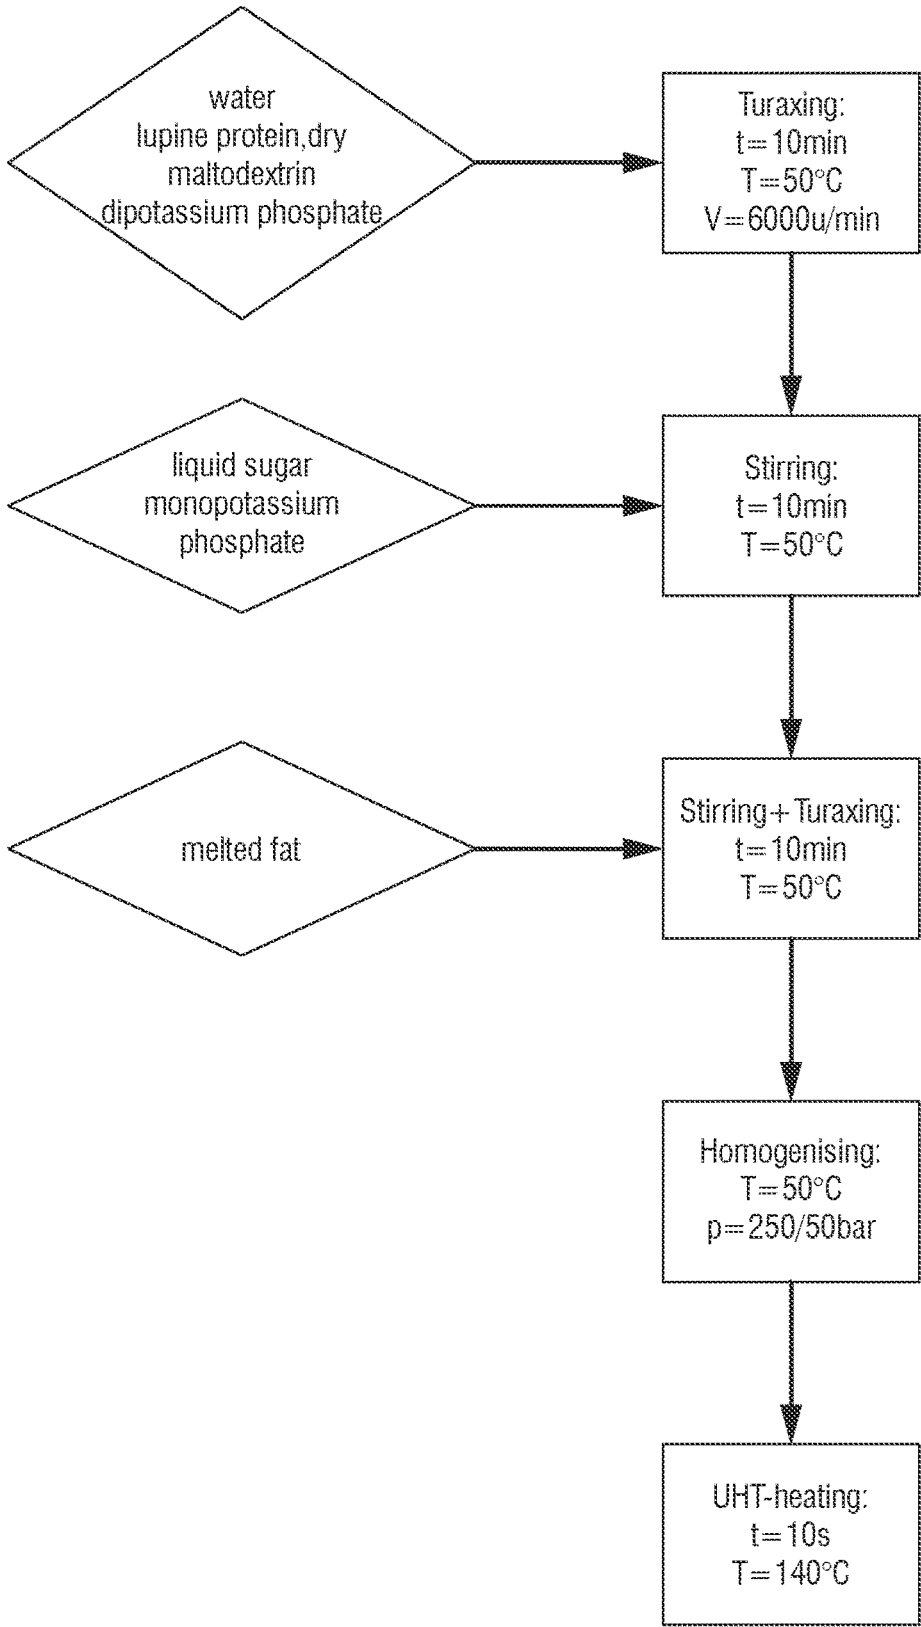 water
lupine protein,dry
maltodextrin
dipotassium phosphate
Turaxing:
t=10min
T=50°C
V=6000u/min
liquid sugar
monopotassium
phosphate
Stirring:
t=10min
T=50°C
melted fat
Stirring+Turaxing:
t=10min
T=50°C
Homogenising:
T=50°C
p=250/50bar
UHT-heating:
t=10s
T=140°C